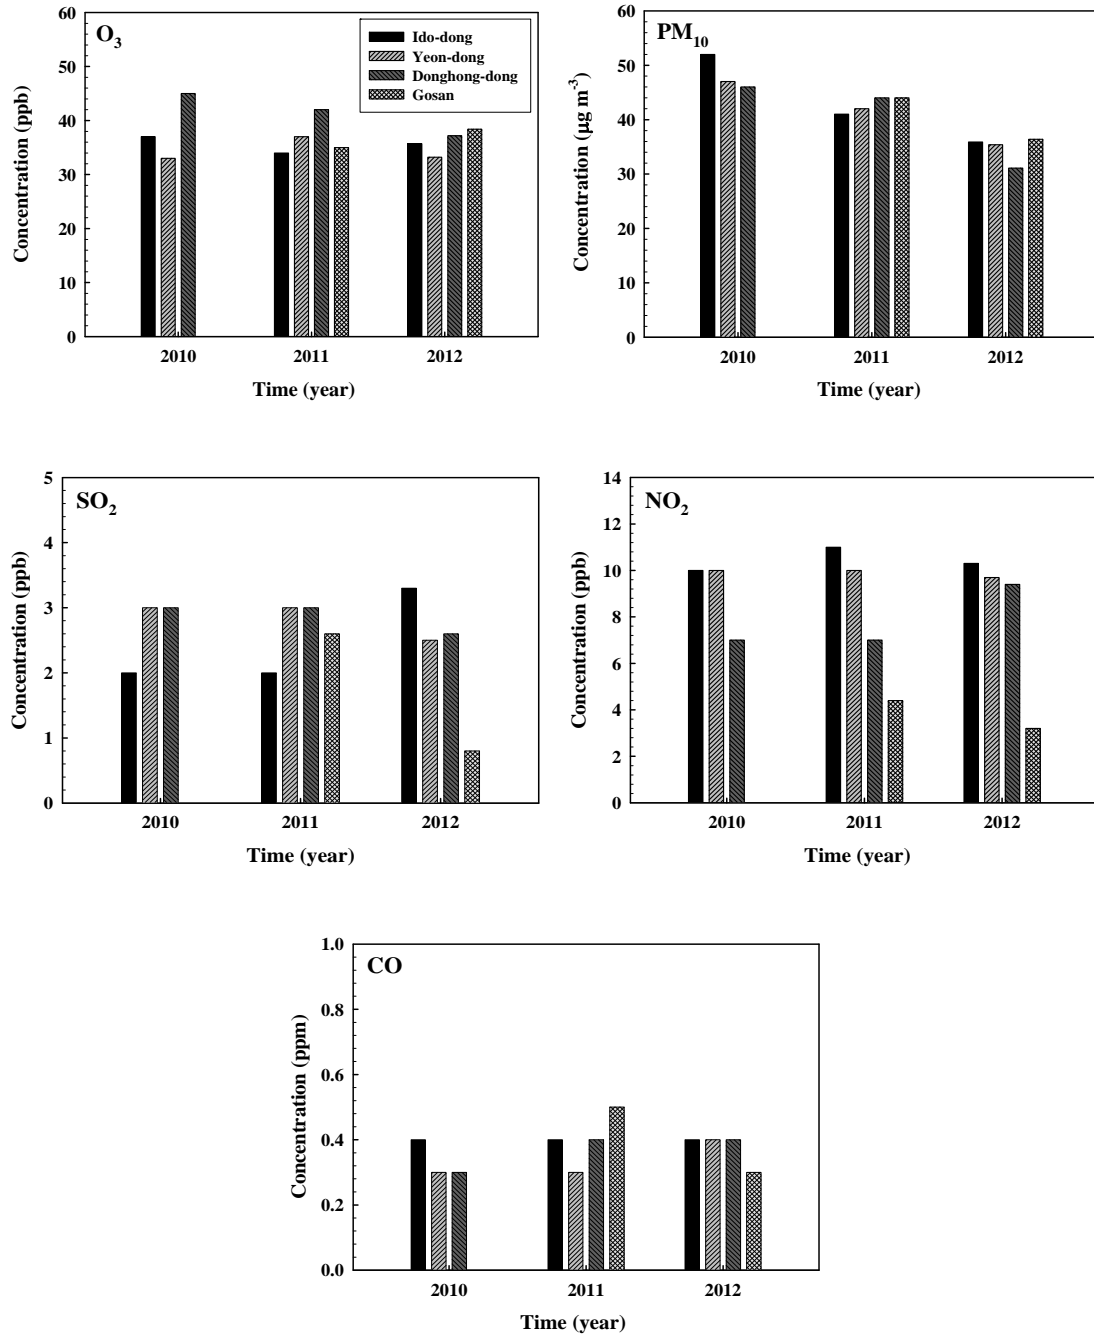 O3
Ido-dong
Yeon-dong
Donghong-dong
Gosan
60
50
40
30
20
10
0
Concentration (ppb)
2010 2011 2012
Time (year)
PM10
60
50
40
30
20
10
0
Concentration (µg m-3)
2010 2011 2012
Time (year)
SO2
5
4
3
2
1
0
Concentration (ppb)
2010 2011 2012
Time (year)
NO2
14
12
10
8
6
4
2
0
Concentration (ppb)
2010 2011 2012
Time (year)
CO
1.0
0.8
0.6
0.4
0.2
0.0
Concentration (ppm)
2010 2011 2012
Time (year)